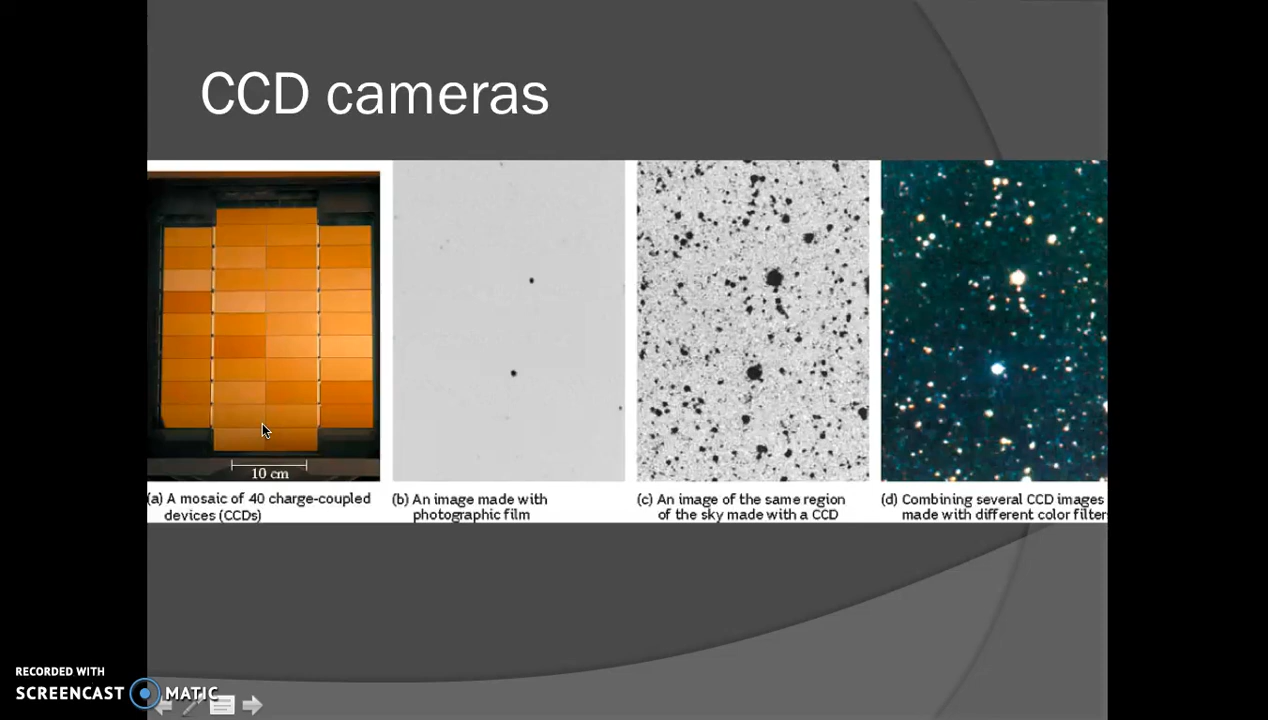 CCD cameras
10 cm
(a) A mosaic of 40 charge-coupled
devices (CCDs)
(b) An image made with
photographic film
(c) An image of the same region
of the sky made with a CCD
(d) Combining several CCD images
made with different color filter
RECORDED WITH
SCREENCAST MATIC